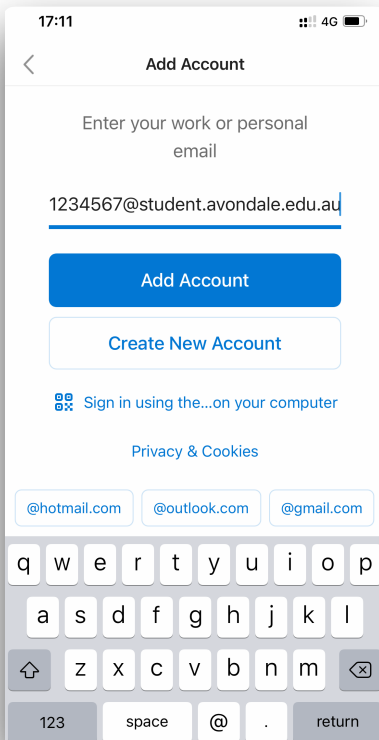 17:11 4G
Add Account
Enter your work or personal
email
1234567@student.avondale.edu.au
Add Account
Create New Account
Sign in using the...on your computer
Privacy & Cookies
@hotmail.com @outlook.com @gmail.com
q w e r t y u i o p
a s d f g h j k l
z x c v b n m
123 space @ . return